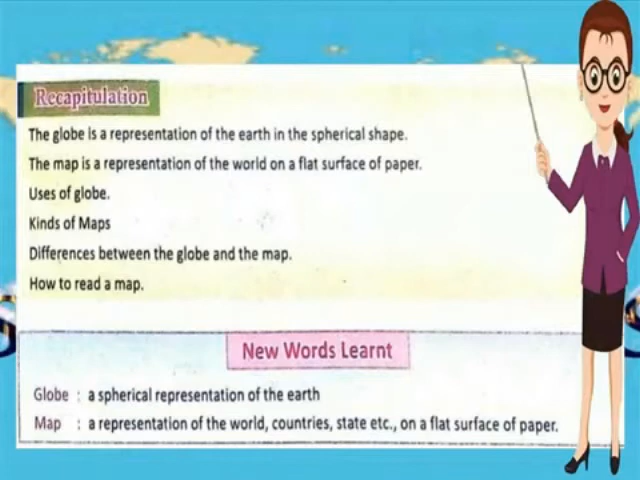 Recapitulation
The globe is a representation of the earth in the spherical shape.
The map is a representation of the world on a flat surface of paper.
Uses of globe.
Kinds of Maps
Differences between the globe and the map.
How to read a map.
New Words Learnt
Globe : a spherical representation of the earth
Map : a representation of the world, countries, state etc., on a flat surface of paper.